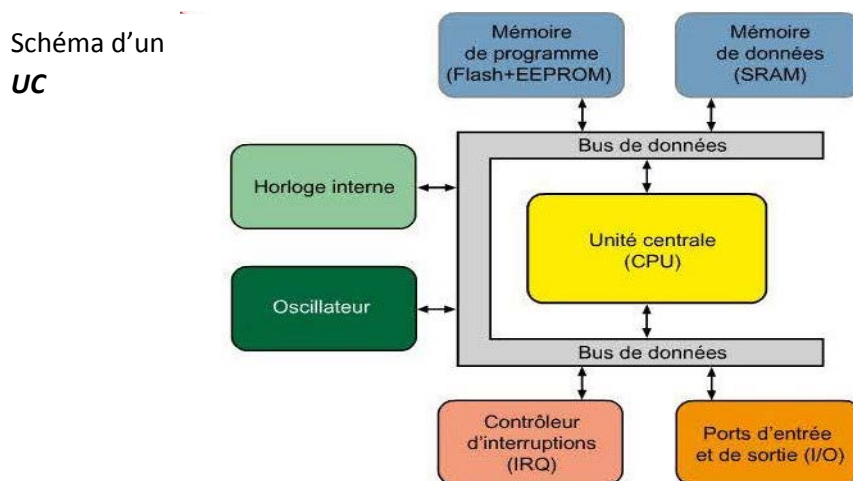 Schéma d’un
UC
Mémoire
de programme
(Flash+EEPROM)
Mémoire
de données
(SRAM)
Bus de données
Horloge interne
Unité centrale
(CPU)
Oscillateur
Bus de données
Contrôleur
d'interruptions
(IRQ)
Ports d'entrée
et de sortie (I/O)